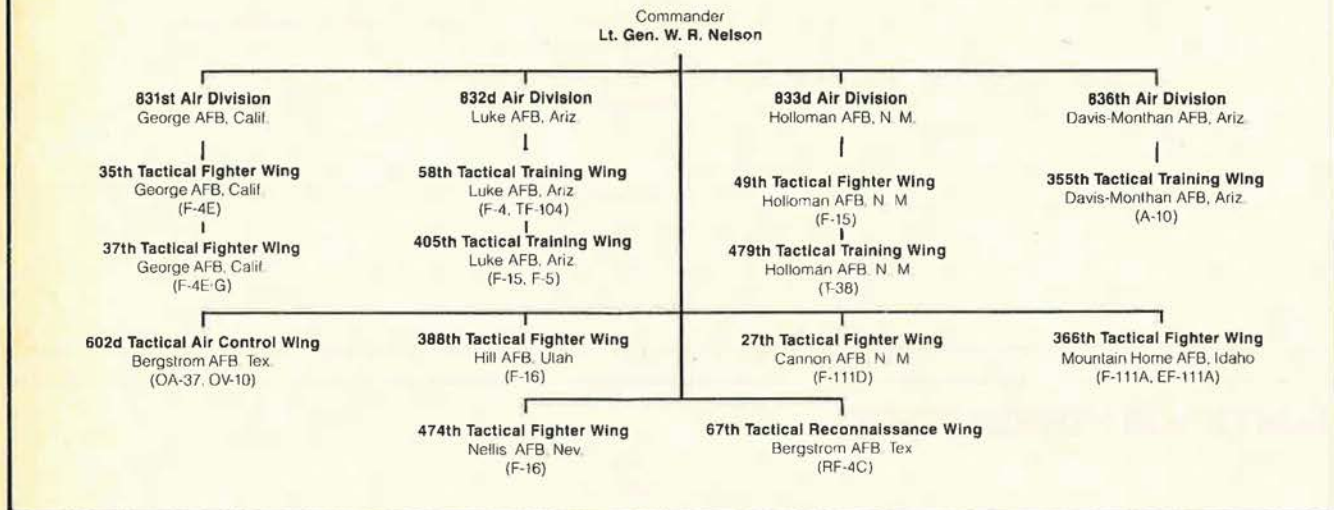 Commander
Lt. Gen. W. R. Nelson
831st Air Division
George AFB, Calif.
832d Air Division
Luke AFB, Ariz.
833d Air Division
Holloman AFB, N. M.
836th Air Division
Davis-Monthan AFB, Ariz.
35th Tactical Fighter Wing
George AFB, Calif.
(F-4E)
58th Tactical Training Wing
Luke AFB, Ariz.
(F-4, TF-104)
49th Tactical Fighter Wing
Holloman AFB, N. M.
(F-15)
355th Tactical Training Wing
Davis-Monthan AFB, Ariz.
(A-10)
37th Tactical Fighter Wing
George AFB, Calif.
(F-4E-G)
405th Tactical Training Wing
Luke AFB, Ariz.
(F-15, F-5)
479th Tactical Training Wing
Holloman AFB, N. M.
(T-38)
602d Tactical Air Control Wing
Bergstrom AFB, Tex.
(OA-37, OV-10)
388th Tactical Fighter Wing
Hill AFB, Utah
(F-16)
27th Tactical Fighter Wing
Cannon AFB, N. M.
(F-111D)
366th Tactical Fighter Wing
Mountain Home AFB, Idaho
(F-111A, EF-111A)
474th Tactical Fighter Wing
Nellis AFB, Nev.
(F-16)
67th Tactical Reconnaissance Wing
Bergstrom AFB, Tex.
(RF-4C)